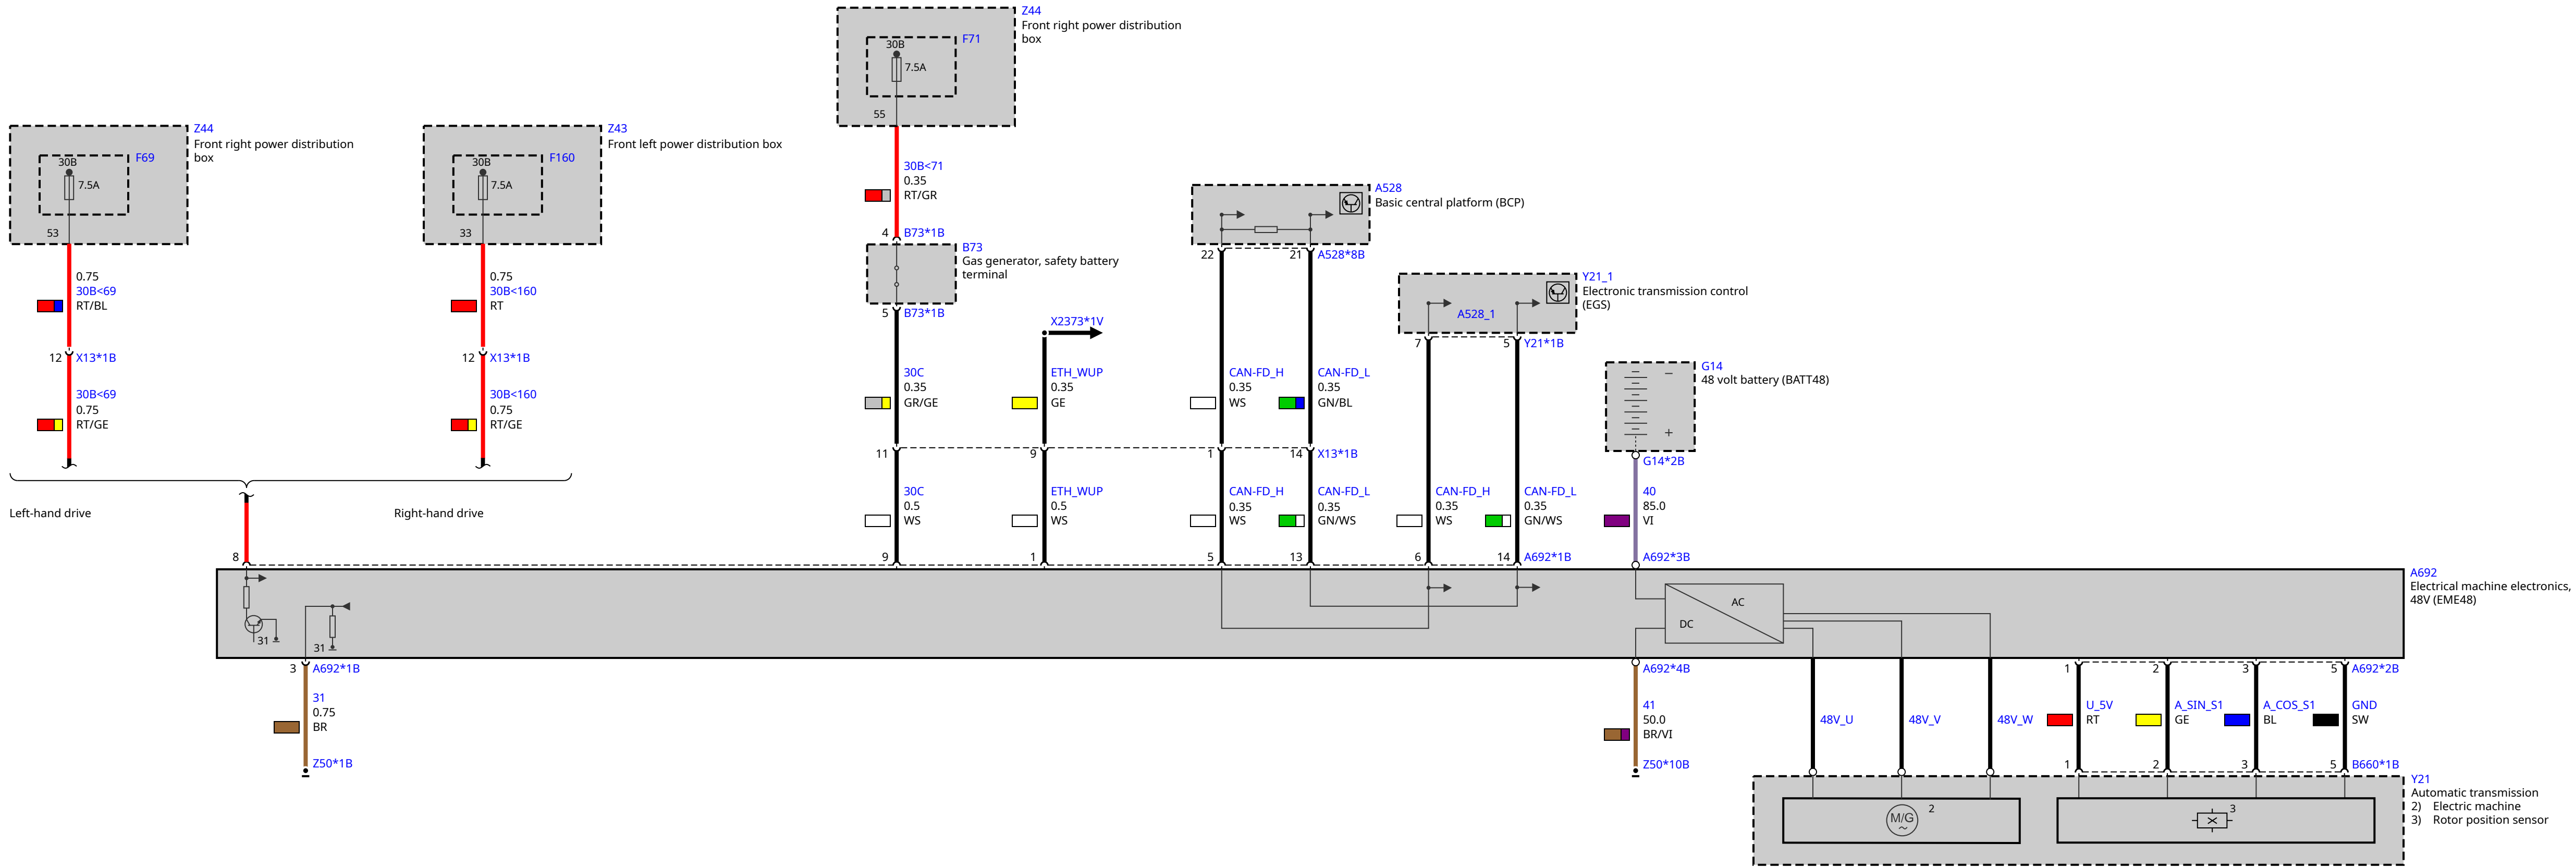 Z44
Front right power distribution
box
F71
30B
7.5A
55
Z44
Front right power distribution
box
F69
30B
7.5A
53
Z43
Front left power distribution box
F160
30B
7.5A
33
30B<71
0.35
RT/GR
4
B73*1B
B73
Gas generator, safety battery
terminal
5
B73*1B
A528
Basic central platform (BCP)
22
21
A528*8B
Y21_1
Electronic transmission control
(EGS)
A528_1
7
5
Y21*1B
0.75
30B<69
RT/BL
0.75
30B<160
RT
X2373*1V
12
X13*1B
12
X13*1B
G14
48 volt battery (BATT48)
−
+
G14*2B
30C
0.35
GR/GE
ETH_WUP
0.35
GE
CAN-FD_H
0.35
WS
CAN-FD_L
0.35
GN/BL
30B<69
0.75
RT/GE
30B<160
0.75
RT/GE
11
9
1
14
X13*1B
Left-hand drive
Right-hand drive
30C
0.5
WS
ETH_WUP
0.5
WS
CAN-FD_H
0.35
WS
CAN-FD_L
0.35
GN/WS
CAN-FD_H
0.35
WS
CAN-FD_L
0.35
GN/WS
40
85.0
VI
8
9
1
5
13
6
14
A692*1B
A692*3B
A692
Electrical machine electronics,
48V (EME48)
AC
DC
31
31
3
A692*1B
A692*4B
1
2
3
5
A692*2B
31
0.75
BR
41
50.0
BR/VI
48V_U
48V_V
48V_W
U_5V
RT
A_SIN_S1
GE
A_COS_S1
BL
GND
SW
Z50*1B
Z50*10B
1
2
3
5
B660*1B
Y21
Automatic transmission
2) Electric machine
3) Rotor position sensor
M/G
~
2
3